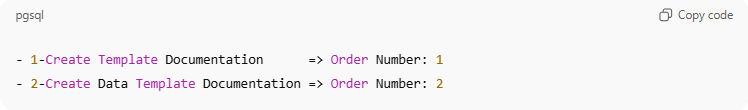 pgsql
Copy code
- 1-Create Template Documentation      => Order Number: 1
- 2-Create Data Template Documentation => Order Number: 2